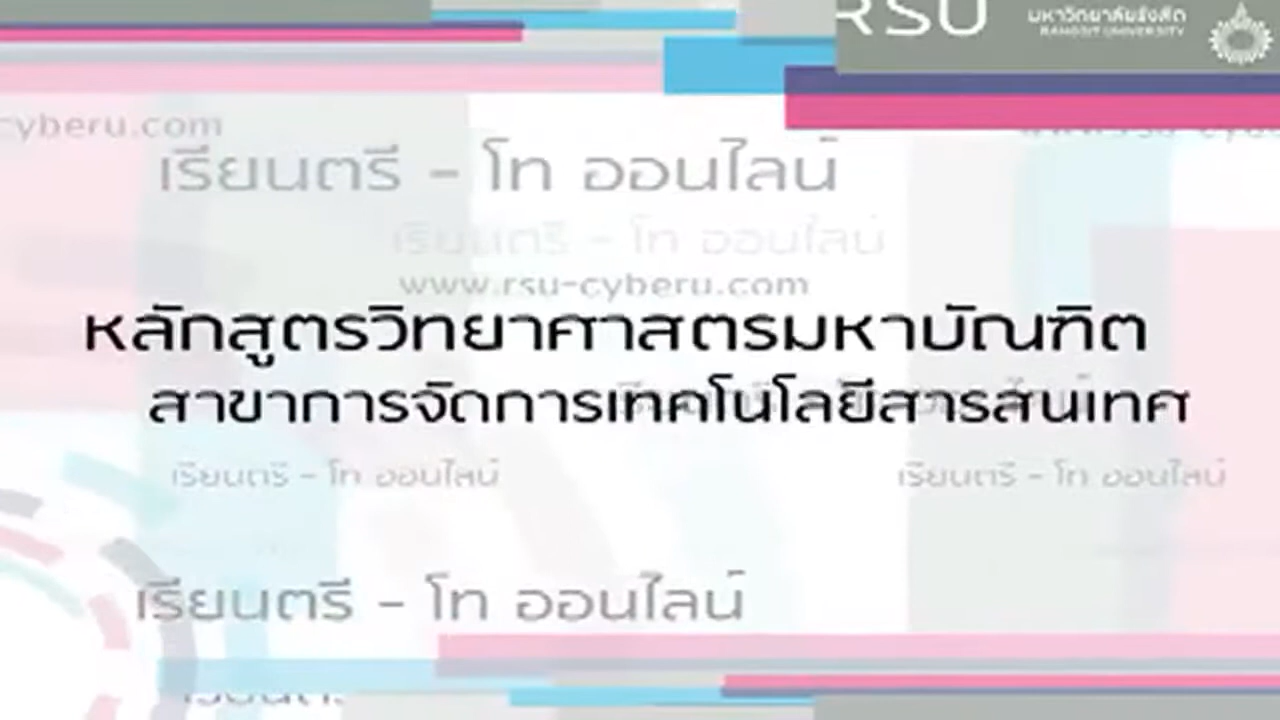 RSU
มหาวิทยาลัยรังสิต
RANGSIT UNIVERSITY
cyberu.com
เรียนตรี - โท ออนไลน์
เรียนตรี - โท ออนไลน์
www.rsu-cyberu.com
หลักสูตรวิทยาศาสตรมหาบัณฑิต
สาขาการจัดการเทคโนโลยีสารสนเทศ
เรียนตรี - โท ออนไลน์
เรียนตรี - โท ออนไลน์
เรียนตรี - โท ออนไลน์